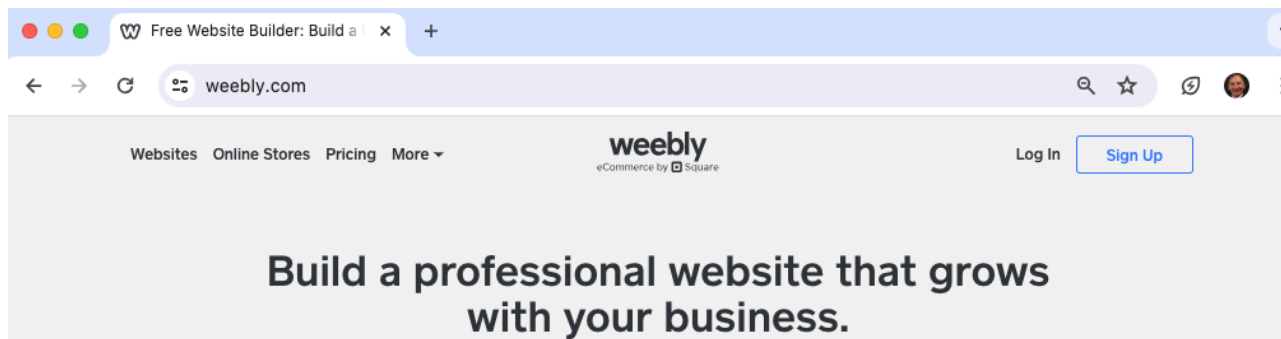 Free Website Builder: Build a
weebly.com
Websites Online Stores Pricing More
weebly
eCommerce by Square
Log In Sign Up
Build a professional website that grows
with your business.